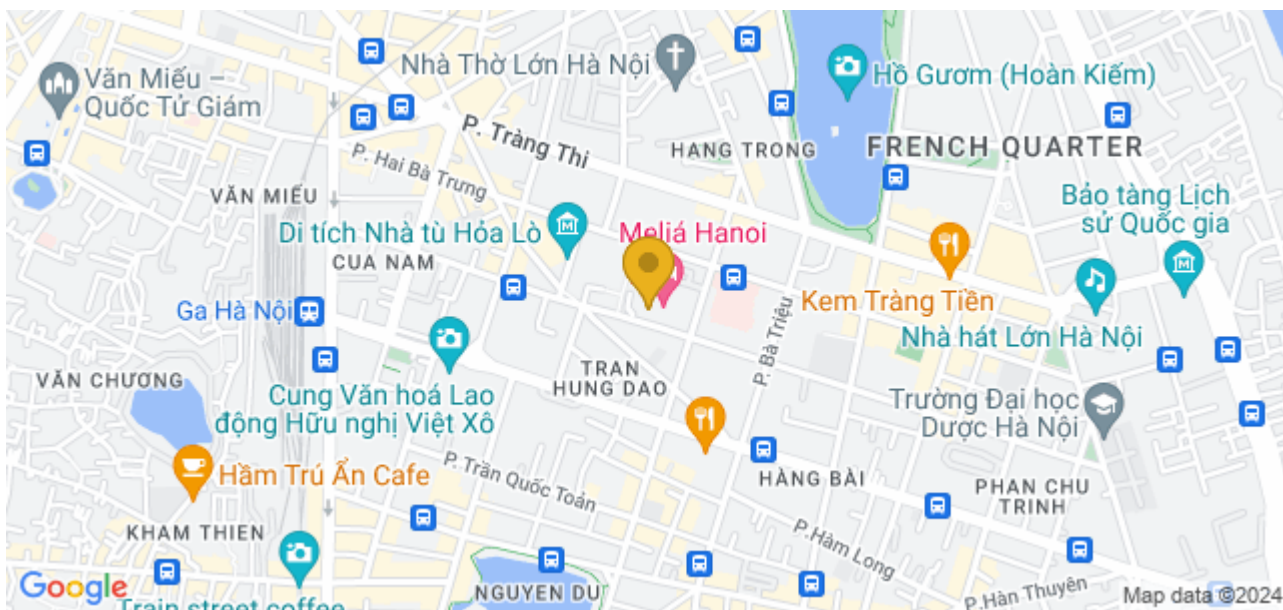 Văn Miếu –
Quốc Tử Giám
Nhà Thờ Lớn Hà Nội
Hồ Gươm (Hoàn Kiếm)
P. Tràng Thi
HANG TRONG
FRENCH QUARTER
P. Hai Bà Trưng
VĂN MIẾU
Bảo tàng Lịch
sử Quốc gia
Di tích Nhà tù Hỏa Lò
Meliá Hanoi
CUA NAM
Ga Hà Nội
Kem Tràng Tiền
Nhà hát Lớn Hà Nội
P. Bà Triệu
VĂN CHƯƠNG
TRAN
HUNG DAO
Cung Văn hoá Lao
động Hữu nghị Việt Xô
Trường Đại học
Dược Hà Nội
Hầm Trú Ẩn Cafe
P. Trần Quốc Toản
HÀNG BÀI
PHAN CHU
TRINH
KHAM THIEN
P.Hàm Long
Google
Train street coffee
NGUYEN DU
P.Hàn Thuyên
Map data ©2024